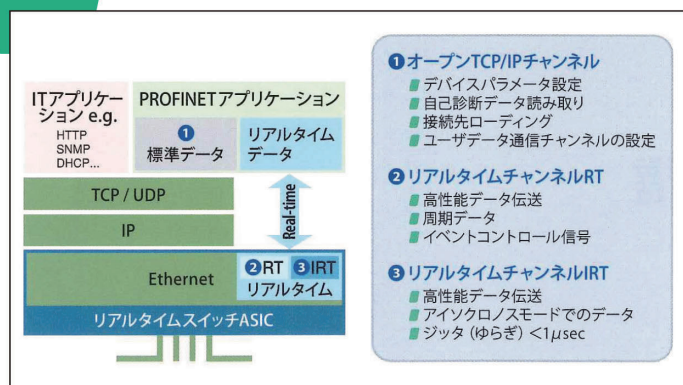 ITアプリケー
ション e.g.
HTTP
SNMP
DHCP...
PROFINETアプリケーション
❶
標準データ
リアルタイム
データ
TCP / UDP
IP
Real-time
Ethernet
❷RT ❸IRT
リアルタイム
リアルタイムスイッチASIC
❶オープンTCP/IPチャンネル
デバイスパラメータ設定
自己診断データ読み取り
接続先ローディング
ユーザデータ通信チャンネルの設定
❷リアルタイムチャンネルRT
高性能データ伝送
周期データ
イベントコントロール信号
❸リアルタイムチャンネルIRT
高性能データ伝送
アイソクロノスモードでのデータ
ジッタ(ゆらぎ)<1μsec